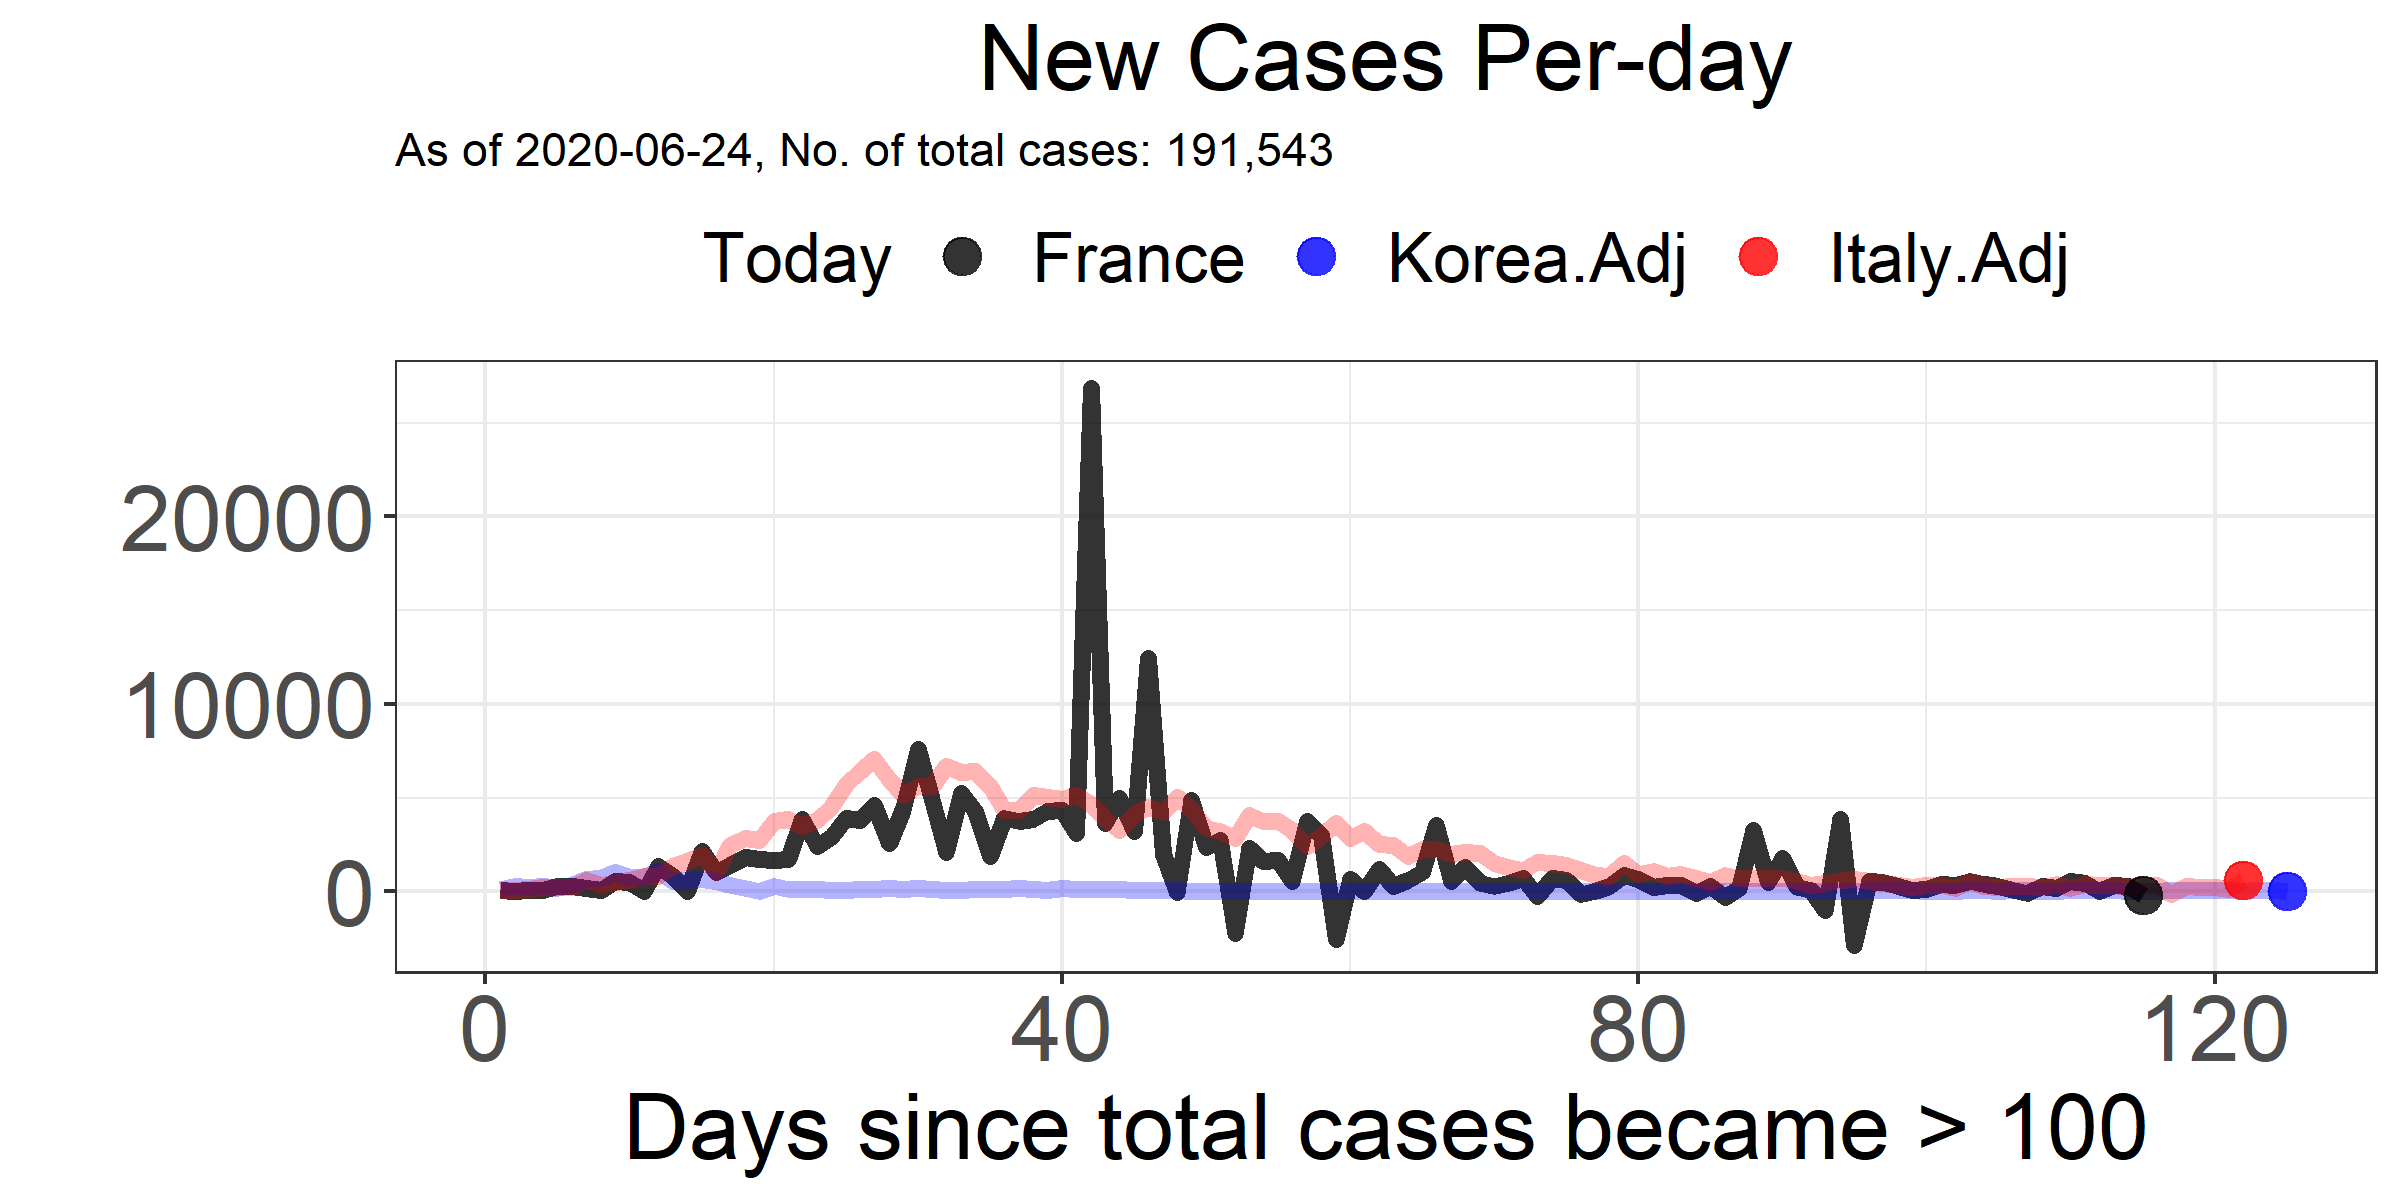 New Cases Per-day
As of 2020-06-24, No. of total cases: 191,543
Today France Korea.Adj Italy.Adj
20000
10000
0
0 40 80 120
Days since total cases became > 100